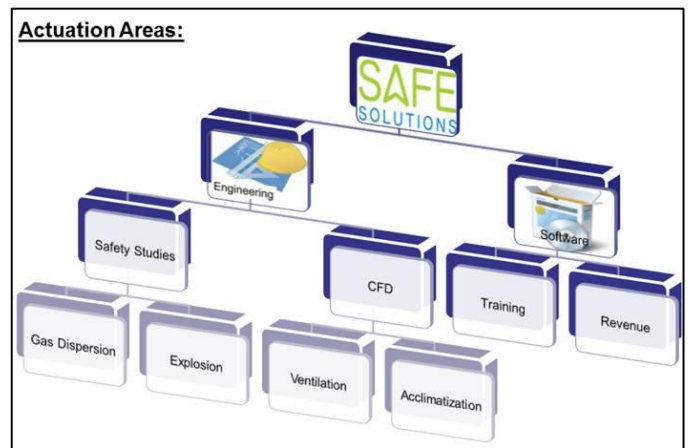 Actuation Areas:
SAFE
SOLUTIONS
Engineering
Software
Safety Studies
CFD
Training
Revenue
Gas Dispersion
Explosion
Ventilation
Acclimatization